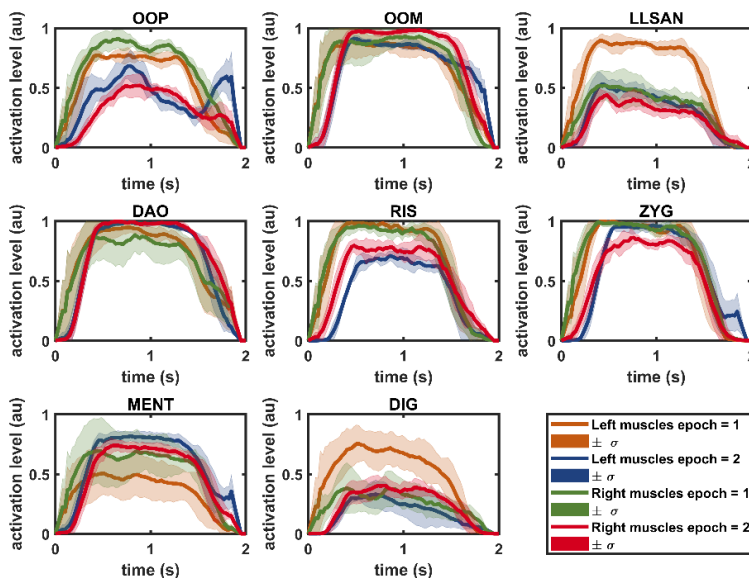 OOP
OOM
LLSAN
activation level (au)
1
0.5
0
0
1
2
time (s)
activation level (au)
1
0.5
0
0
1
2
time (s)
activation level (au)
1
0.5
0
0
1
2
time (s)
DAO
RIS
ZYG
activation level (au)
1
0.5
0
0
1
2
time (s)
activation level (au)
1
0.5
0
0
1
2
time (s)
activation level (au)
1
0.5
0
0
1
2
time (s)
MENT
DIG
activation level (au)
1
0.5
0
0
1
2
time (s)
activation level (au)
1
0.5
0
0
1
2
time (s)
Left muscles epoch = 1
± σ
Left muscles epoch = 2
± σ
Right muscles epoch = 1
± σ
Right muscles epoch = 2
± σ